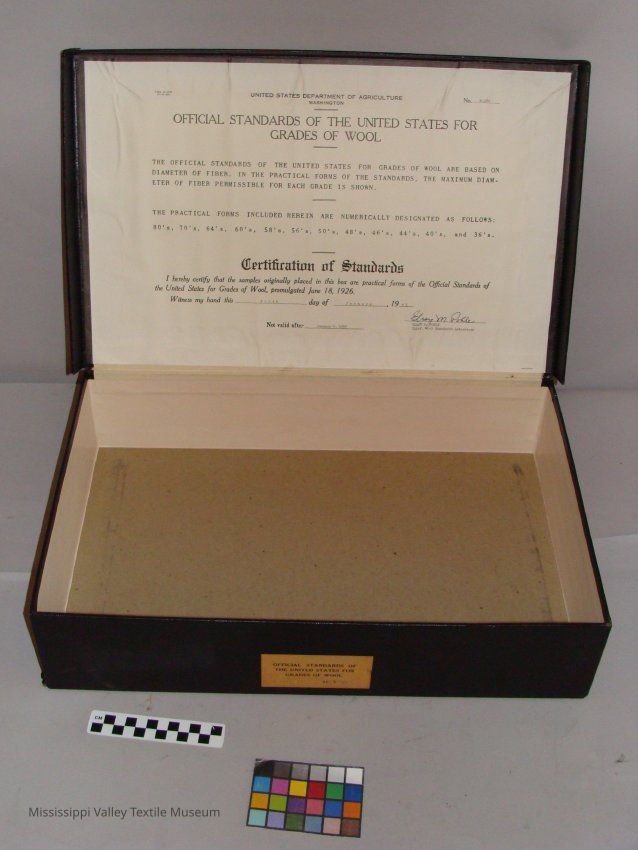 UNITED STATES DEPARTMENT OF AGRICULTURE
WASHINGTON
No.
OFFICIAL STANDARDS OF THE UNITED STATES FOR
GRADES OF WOOL
THE OFFICIAL STANDARDS OF THE UNITED STATES FOR GRADES OF WOOL ARE BASED ON
DIAMETER OF FIBER. IN THE PRACTICAL FORMS OF THE STANDARDS, THE MAXIMUM DIAM-
ETER OF FIBER PERMISSIBLE FOR EACH GRADE IS SHOWN.
THE PRACTICAL FORMS INCLUDED HEREIN ARE NUMERICALLY DESIGNATED AS FOLLOWS:
80's, 70's, 64's, 60's, 58's, 56's, 50's, 48's, 46's, 44's, 40's, and 36's.
Certification of Standards
I hereby certify that the samples originally placed in this box are practical forms of the Official Standards of
the United States for Grades of Wool, promulgated June 18, 1926.
Witness my hand this day of January, 19
Not valid after
OFFICIAL STANDARDS OF
THE UNITED STATES FOR
GRADES OF WOOL
CM
Mississippi Valley Textile Museum